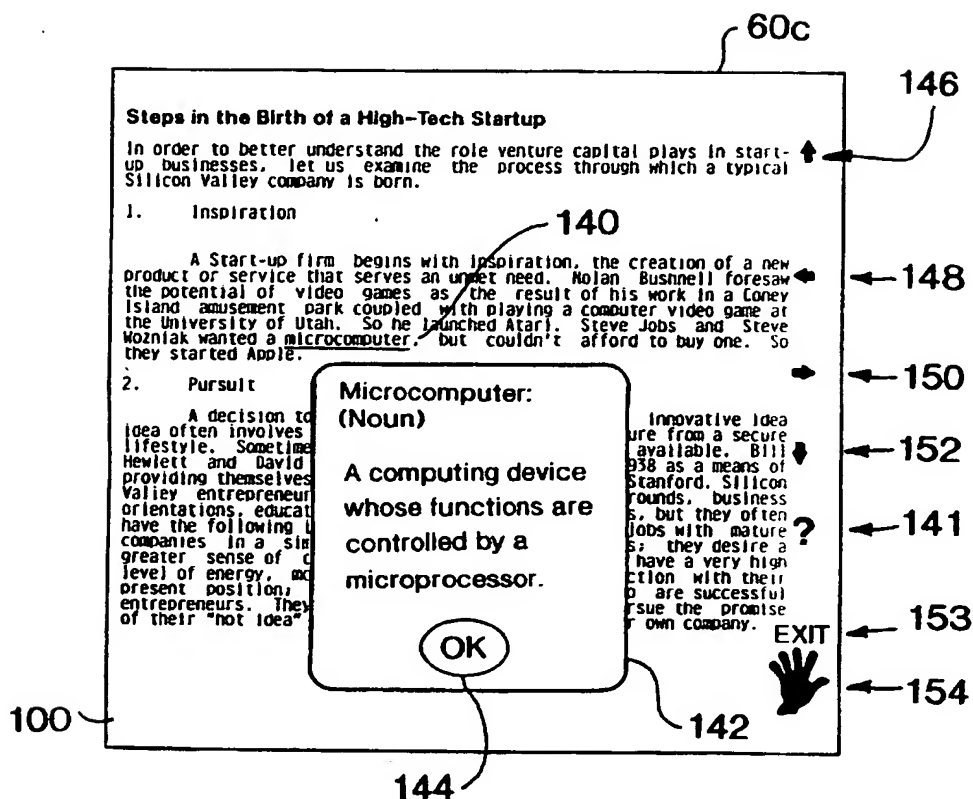 60c
146
Steps in the Birth of a High-Tech Startup
In order to better understand the role venture capital plays in start-
up businesses, let us examine the process through which a typical
Silicon Valley company is born.
1. Inspiration
140
A Start-up firm begins with inspiration, the creation of a new
product or service that serves an unmet need. Nolan Bushnell foresaw
148
the potential of video games as the result of his work in a Coney
Island amusement park coupled with playing a computer video game at
the University of Utah. So he launched Atari. Steve Jobs and Steve
Wozniak wanted a microcomputer, but couldn't afford to buy one. So
they started Apple.
150
2. Pursuit
Microcomputer:
(Noun)
A computing device
whose functions are
controlled by a
microprocessor.
OK
A decision to innovative idea
idea often involves ure from a secure
lifestyle. Sometime available. Bill
152
Hewlett and David 938 as a means of
providing themselves Stanford. Silicon
Valley entrepreneur rounds, business
orientations, educat s, but they often
have the following jobs with mature
? 141
companies in a sim s; they desire a
greater sense of have a very high
level of energy, ction with their
present position, are successful
entrepreneurs. They rsue the promise
of their "hot idea" own company.
EXIT 153
154
100
142
144